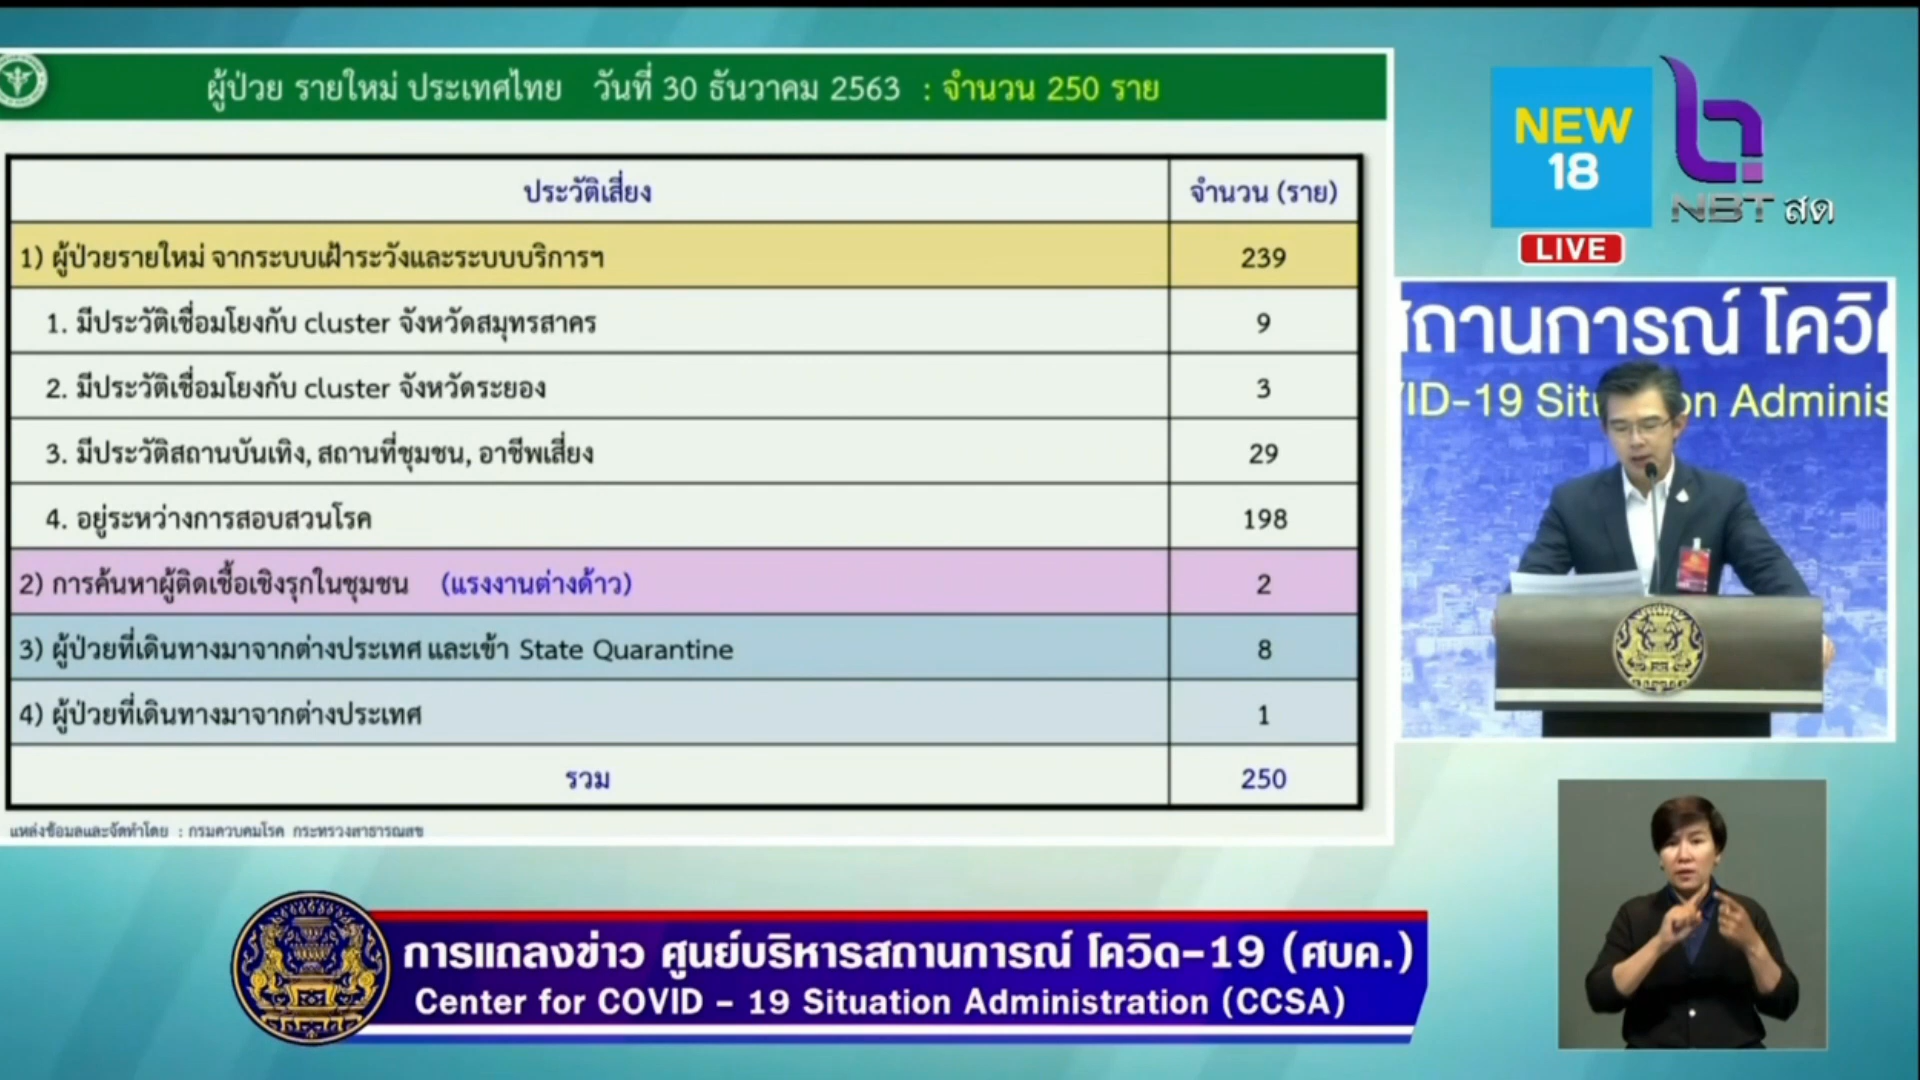 ผู้ป่วย รายใหม่ ประเทศไทย วันที่ 30 ธันวาคม 2563 : จำนวน 250 ราย
ประวัติเสี่ยง จำนวน (ราย)
1) ผู้ป่วยรายใหม่ จากระบบเฝ้าระวังและระบบบริการฯ 239
1. มีประวัติเชื่อมโยงกับ cluster จังหวัดสมุทรสาคร 9
2. มีประวัติเชื่อมโยงกับ cluster จังหวัดระยอง 3
3. มีประวัติสถานบันเทิง, สถานที่ชุมชน, อาชีพเสี่ยง 29
4. อยู่ระหว่างการสอบสวนโรค 198
2) การค้นหาผู้ติดเชื้อเชิงรุกในชุมชน (แรงงานต่างด้าว) 2
3) ผู้ป่วยที่เดินทางมาจากต่างประเทศ และเข้า State Quarantine 8
4) ผู้ป่วยที่เดินทางมาจากต่างประเทศ 1
รวม 250
แหล่งข้อมูลและจัดทำโดย : กรมควบคุมโรค กระทรวงสาธารณสุข
NEW
18
NBT สด
LIVE
สถานการณ์ โควิด
VID-19 Situation Adminis
การแถลงข่าว ศูนย์บริหารสถานการณ์ โควิด-19 (ศบค.)
Center for COVID - 19 Situation Administration (CCSA)